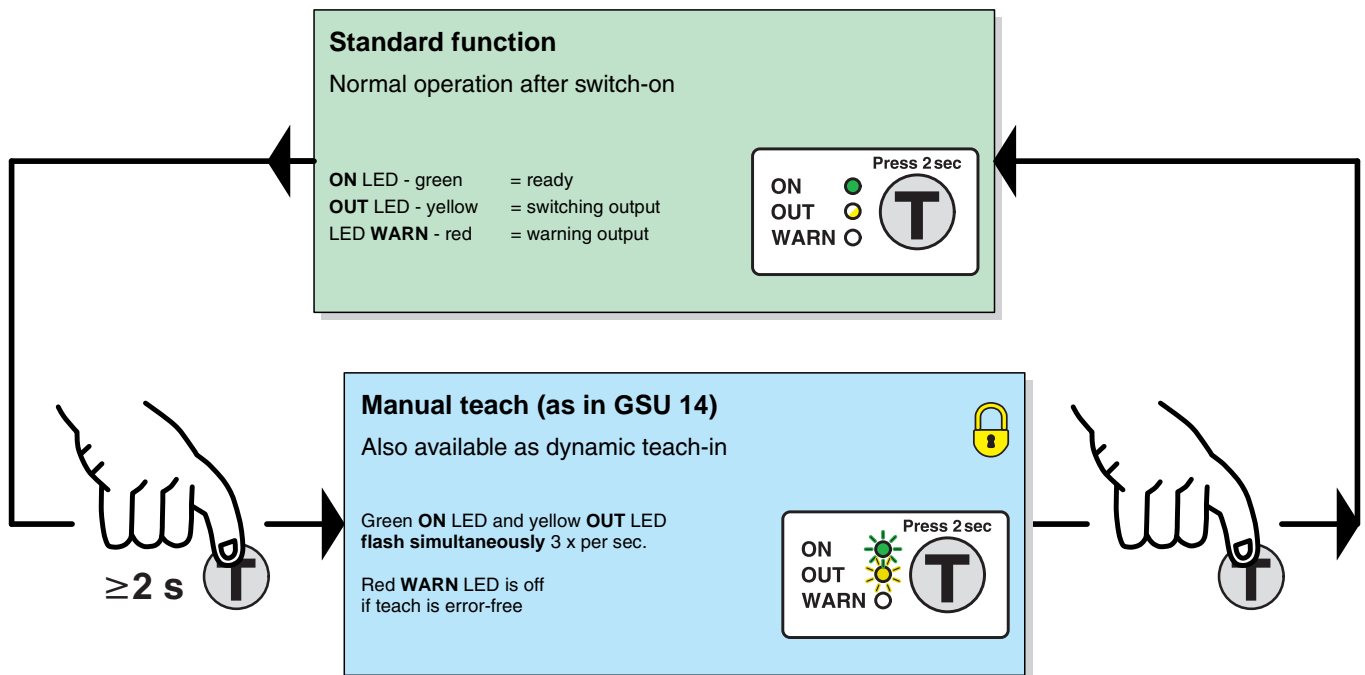 Standard function
Normal operation after switch-on
ON LED - green = ready
OUT LED - yellow = switching output
LED WARN - red = warning output
Press 2 sec
ON
OUT
WARN
T
Manual teach (as in GSU 14)
Also available as dynamic teach-in
Green ON LED and yellow OUT LED
flash simultaneously 3 x per sec.
Red WARN LED is off
if teach is error-free
Press 2 sec
ON
OUT
WARN
T
≥2 s
T
T